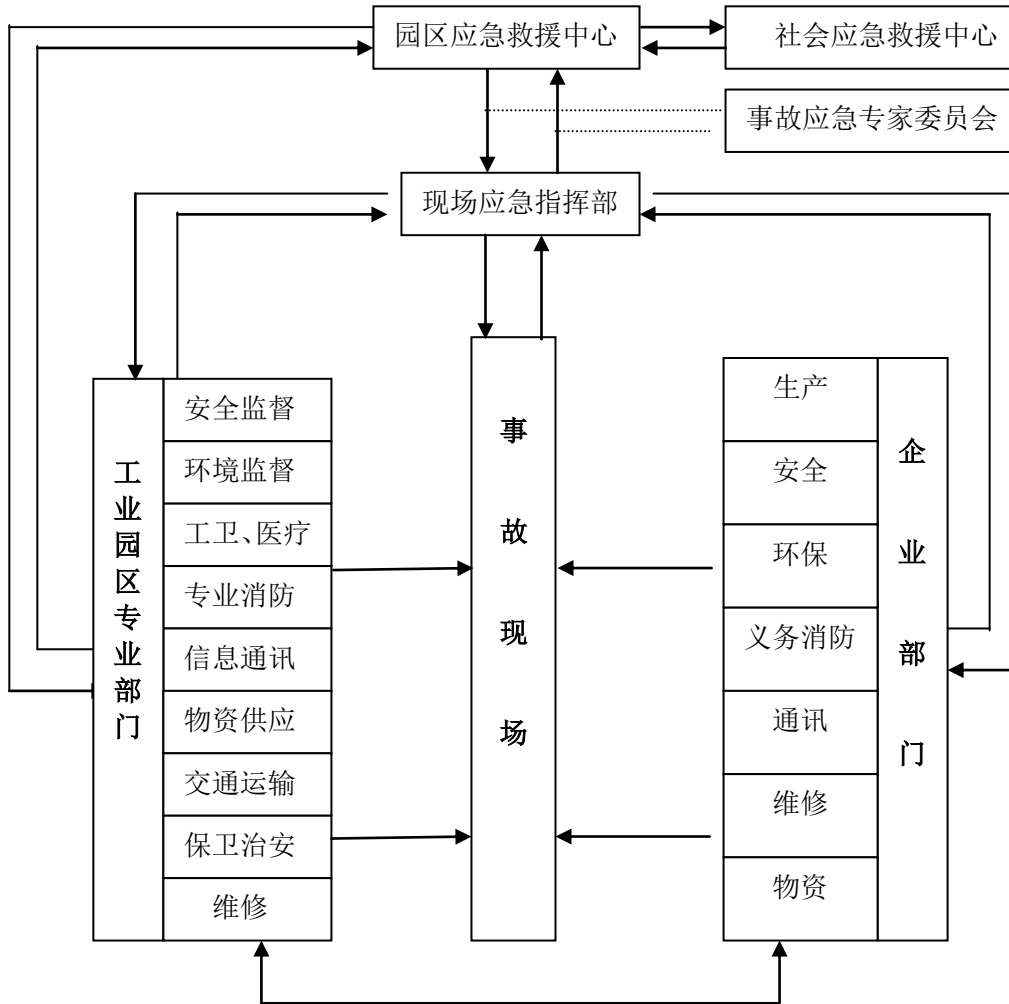 园区应急救援中心
社会应急救援中心
事故应急专家委员会
现场应急指挥部
工业园区专业部门
安全监督
环境监督
工卫、医疗
专业消防
信息通讯
物资供应
交通运输
保卫治安
维修
事故现场
生产
安全
环保
义务消防
通讯
维修
物资
企业部门